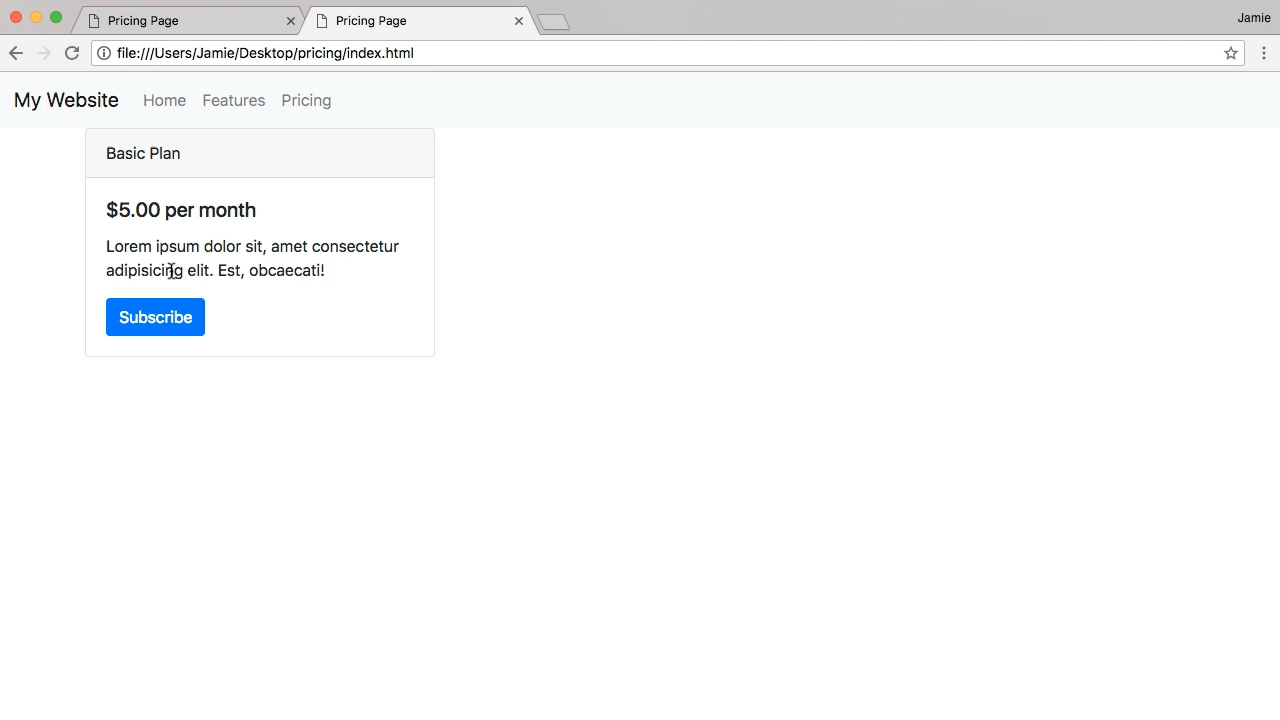 Pricing Page
Pricing Page
Jamie
file:///Users/Jamie/Desktop/pricing/index.html
My Website Home Features Pricing
Basic Plan
$5.00 per month
Lorem ipsum dolor sit, amet consectetur
adipisicing elit. Est, obcaecati!
Subscribe